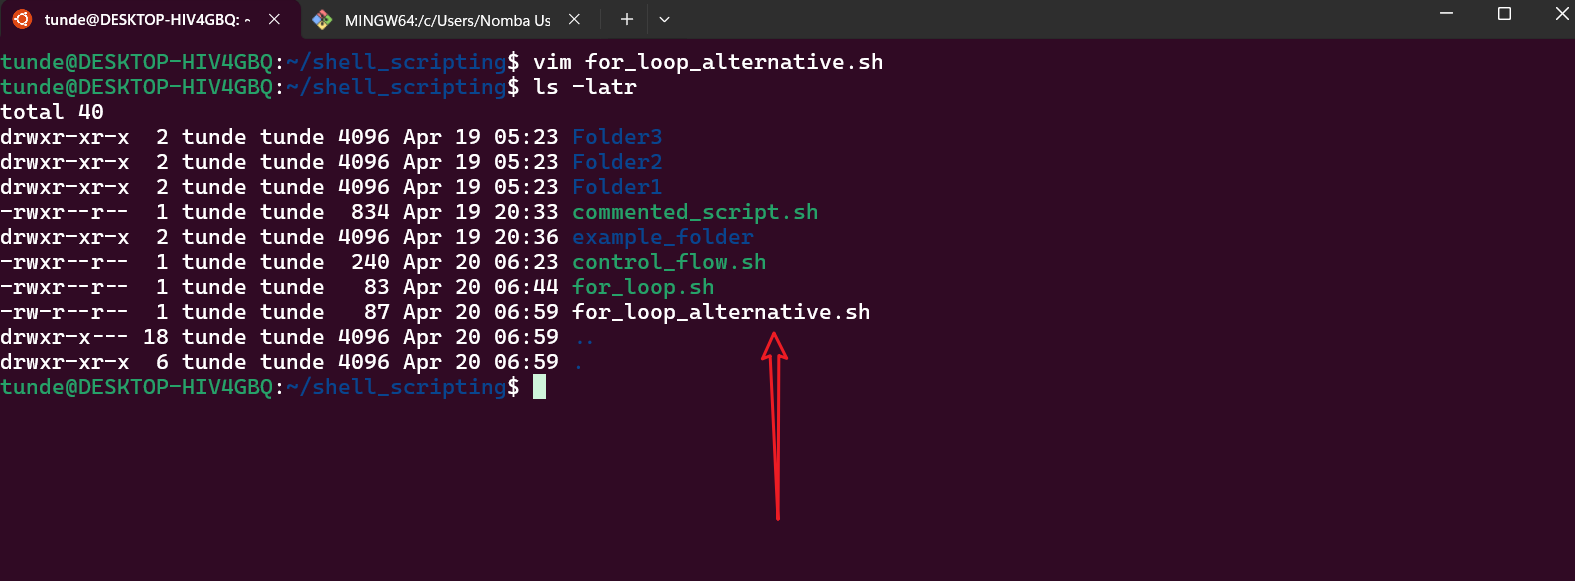 tunde@DESKTOP-HIV4GBQ: ~
MINGW64:/c/Users/Nomba Us
tunde@DESKTOP-HIV4GBQ:~/shell_scripting$ vim for_loop_alternative.sh
tunde@DESKTOP-HIV4GBQ:~/shell_scripting$ ls -latr
total 40
drwxr-xr-x  2 tunde tunde 4096 Apr 19 05:23 Folder3
drwxr-xr-x  2 tunde tunde 4096 Apr 19 05:23 Folder2
drwxr-xr-x  2 tunde tunde 4096 Apr 19 05:23 Folder1
-rwxr--r--  1 tunde tunde  834 Apr 19 20:33 commented_script.sh
drwxr-xr-x  2 tunde tunde 4096 Apr 19 20:36 example_folder
-rwxr--r--  1 tunde tunde  240 Apr 20 06:23 control_flow.sh
-rwxr--r--  1 tunde tunde   83 Apr 20 06:44 for_loop.sh
-rw-r--r--  1 tunde tunde   87 Apr 20 06:59 for_loop_alternative.sh
drwxr-x--- 18 tunde tunde 4096 Apr 20 06:59 ..
drwxr-xr-x  6 tunde tunde 4096 Apr 20 06:59 .
tunde@DESKTOP-HIV4GBQ:~/shell_scripting$